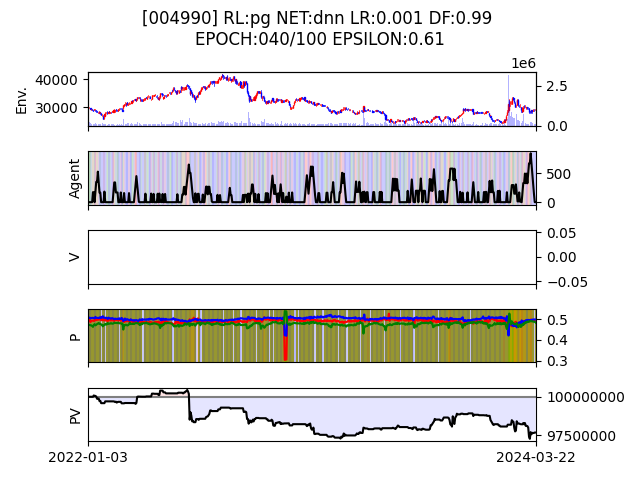 [004990] RL:pg NET:dnn LR:0.001 DF:0.99
EPOCH:040/100 EPSILON:0.61
1e6
Env.
40000
30000
2.5
0.0
Agent
500
0
V
0.05
0.00
−0.05
P
0.5
0.4
0.3
PV
100000000
97500000
2022-01-03
2024-03-22